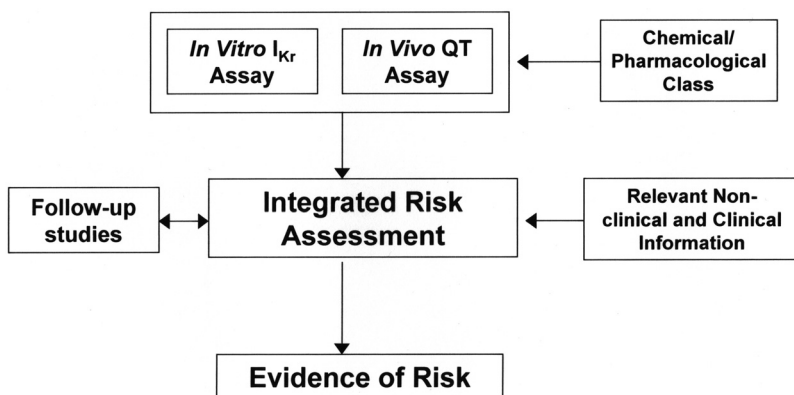 In Vitro IKr
Assay
In Vivo QT
Assay
Chemical/
Pharmacological
Class
Follow-up
studies
Integrated Risk
Assessment
Relevant Non-
clinical and Clinical
Information
Evidence of Risk